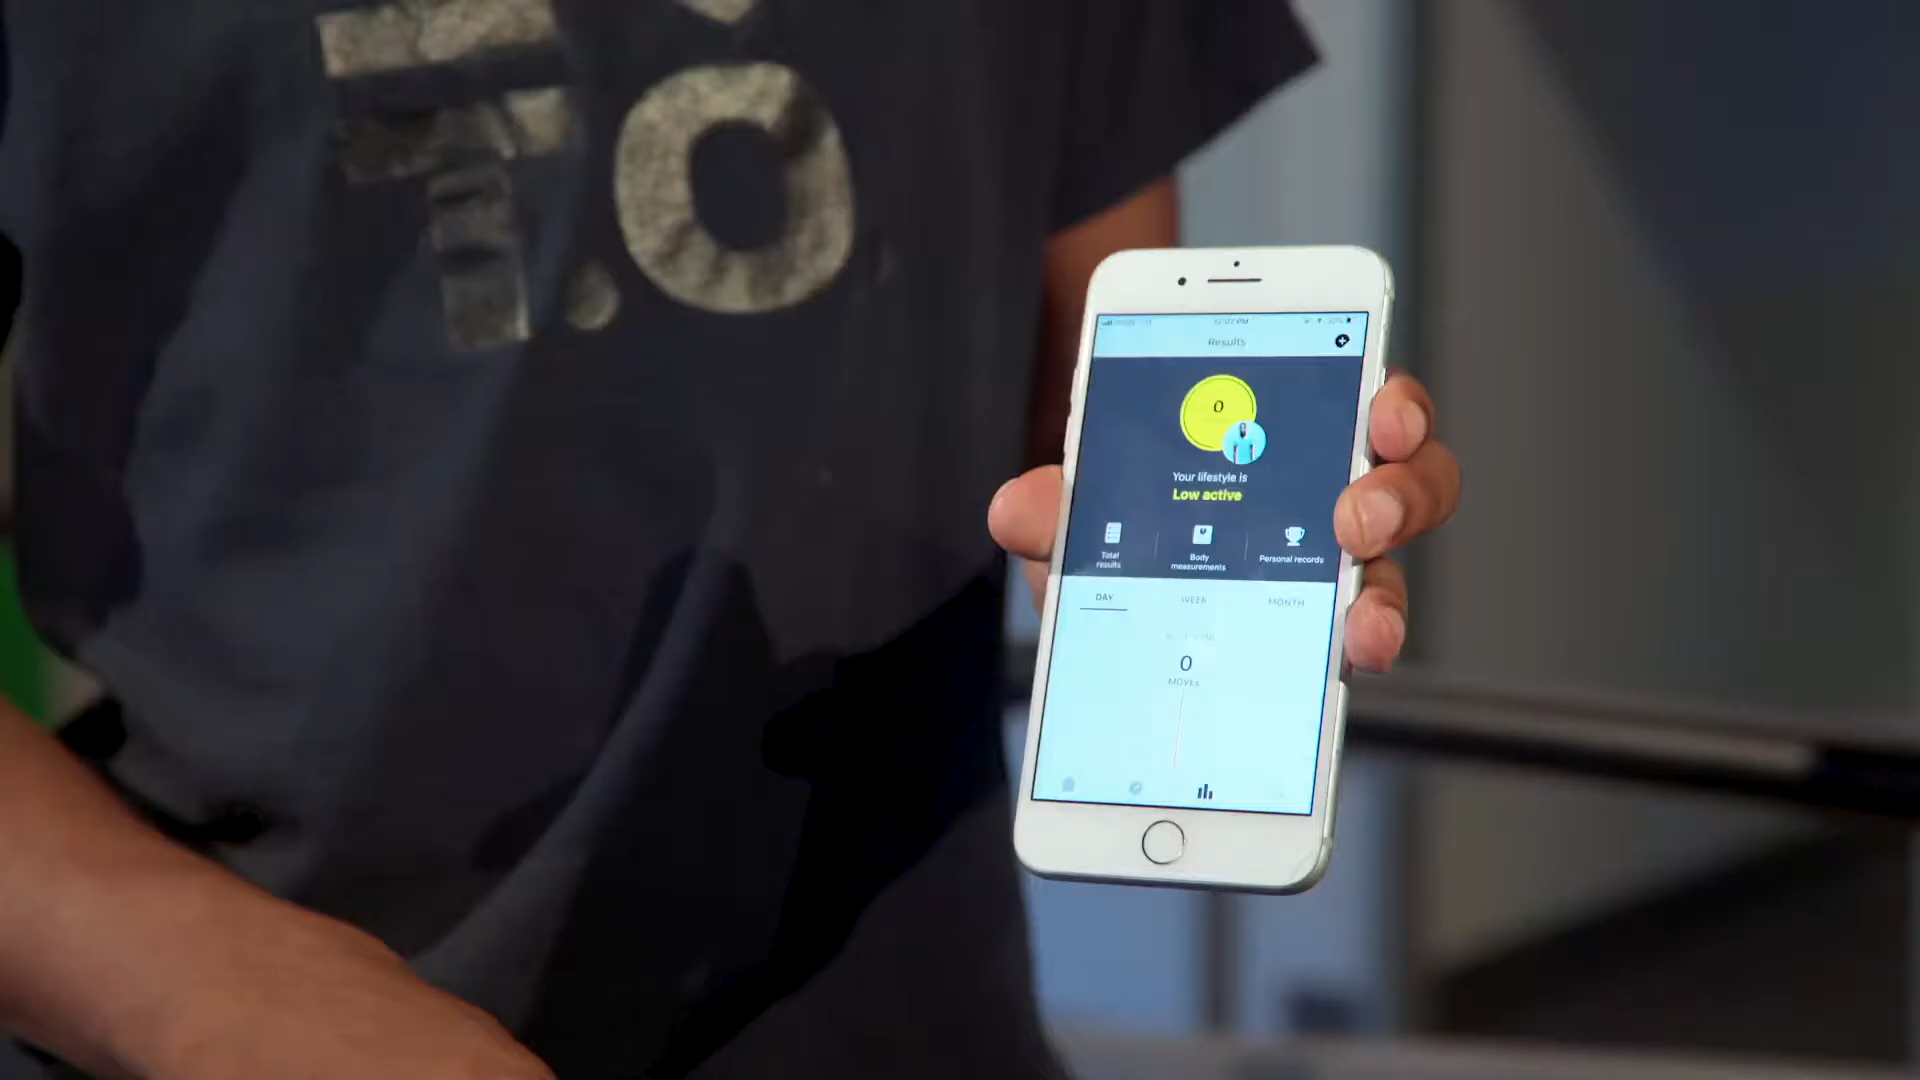 T.O
Results
0
Your lifestyle is
Low active
Total results
Body measurements
Personal records
DAY
WEEK
MONTH
0
MOVEs